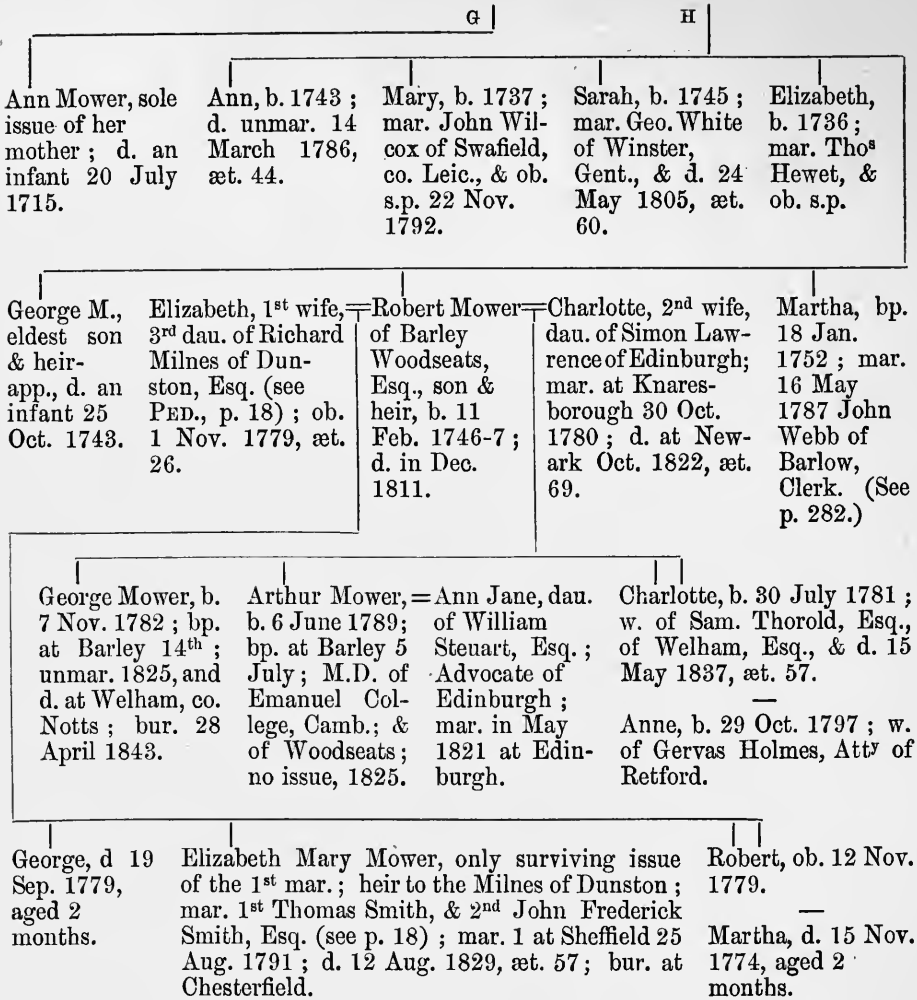 G H
Ann Mower, sole
issue of her
mother ; d. an
infant 20 July
1715.
Ann, b. 1743 ;
d. unmar. 14
March 1786,
æt. 44.
Mary, b. 1737 ;
mar. John Wil-
cox of Swafield,
co. Leic., & ob.
s.p. 22 Nov.
1792.
Sarah, b. 1745 ;
mar. Geo. White
of Winster,
Gent., & d. 24
May 1805, æt.
60.
Elizabeth,
b. 1736 ;
mar. Thoˢ
Hewet, &
ob. s.p.
George M.,
eldest son
& heir-
app., d. an
infant 25
Oct. 1743.
Elizabeth, 1ˢᵗ wife,=
3ʳᵈ dau. of Richard
Milnes of Dun-
ston, Esq. (see
PED., p. 18) ; ob.
1 Nov. 1779, æt.
26.
Robert Mower=
of Barley
Woodseats,
Esq., son &
heir, b. 11
Feb. 1746-7 ;
d. in Dec.
1811.
Charlotte, 2ⁿᵈ wife,
dau. of Simon Law-
rence of Edinburgh;
mar. at Knares-
borough 30 Oct.
1780 ; d. at New-
ark Oct. 1822, æt.
69.
Martha, bp.
18 Jan.
1752 ; mar.
16 May
1787 John
Webb of
Barlow,
Clerk. (See
p. 282.)
George Mower, b.
7 Nov. 1782 ; bp.
at Barley 14ᵗʰ ;
unmar. 1825, and
d. at Welham, co.
Notts ; bur. 28
April 1843.
Arthur Mower,=
b. 6 June 1789;
bp. at Barley 5
July ; M.D. of
Emanuel Col-
lege, Camb.; &
of Woodseats ;
no issue, 1825.
Ann Jane, dau.
of William
Steuart, Esq. ;
Advocate of
Edinburgh ;
mar. in May
1821 at Edin-
burgh.
Charlotte, b. 30 July 1781 ;
w. of Sam. Thorold, Esq.,
of Welham, Esq., & d. 15
May 1837, æt. 57.
—
Anne, b. 29 Oct. 1797 ; w.
of Gervas Holmes, Attʸ of
Retford.
George, d 19
Sep. 1779,
aged 2
months.
Elizabeth Mary Mower, only surviving issue
of the 1ˢᵗ mar. ; heir to the Milnes of Dunston ;
mar. 1ˢᵗ Thomas Smith, & 2ⁿᵈ John Frederick
Smith, Esq. (see p. 18) ; mar. 1 at Sheffield 25
Aug. 1791 ; d. 12 Aug. 1829, æt. 57 ; bur. at
Chesterfield.
Robert, ob. 12 Nov.
1779.
—
Martha, d. 15 Nov.
1774, aged 2
months.